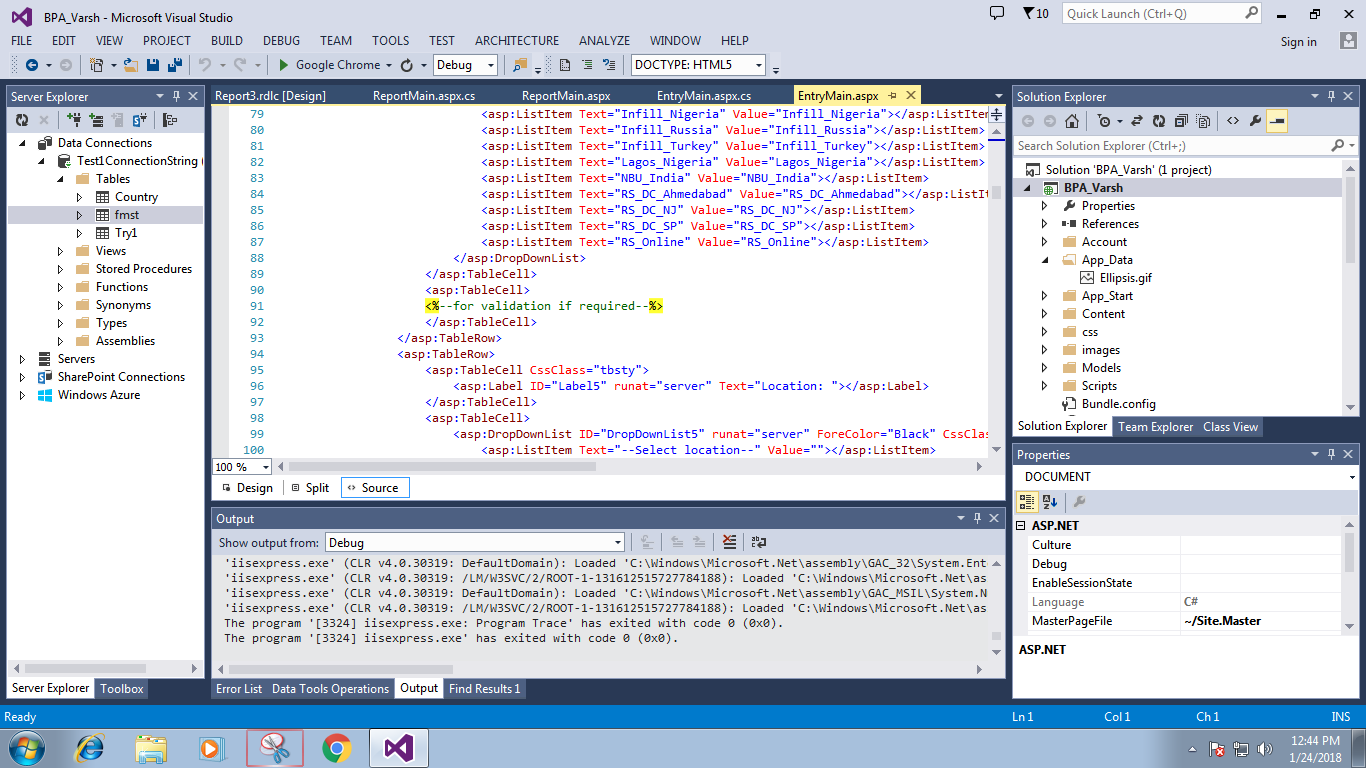 BPA_Varsh - Microsoft Visual Studio
10
Quick Launch (Ctrl+Q)
FILE EDIT VIEW PROJECT BUILD DEBUG TEAM TOOLS TEST ARCHITECTURE ANALYZE WINDOW HELP
Sign in
Google Chrome
Debug
DOCTYPE: HTML5
Server Explorer
Data Connections
Test1ConnectionString (
Tables
Country
fmst
Try1
Views
Stored Procedures
Functions
Synonyms
Types
Assemblies
Servers
SharePoint Connections
Windows Azure
Server Explorer Toolbox
Report3.rdlc [Design] ReportMain.aspx.cs ReportMain.aspx EntryMain.aspx.cs EntryMain.aspx
79 <asp:ListItem Text="Infill_Nigeria" Value="Infill_Nigeria"></asp:ListItem
80 <asp:ListItem Text="Infill_Russia" Value="Infill_Russia"></asp:ListItem>
81 <asp:ListItem Text="Infill_Turkey" Value="Infill_Turkey"></asp:ListItem>
82 <asp:ListItem Text="Lagos_Nigeria" Value="Lagos_Nigeria"></asp:ListItem>
83 <asp:ListItem Text="NBU_India" Value="NBU_India"></asp:ListItem>
84 <asp:ListItem Text="RS_DC_Ahmedabad" Value="RS_DC_Ahmedabad"></asp:ListI
85 <asp:ListItem Text="RS_DC_NJ" Value="RS_DC_NJ"></asp:ListItem>
86 <asp:ListItem Text="RS_DC_SP" Value="RS_DC_SP"></asp:ListItem>
87 <asp:ListItem Text="RS_Online" Value="RS_Online"></asp:ListItem>
88 </asp:DropDownList>
89 </asp:TableCell>
90 <asp:TableCell>
91 <%--for validation if required--%>
92 </asp:TableCell>
93 </asp:TableRow>
94 <asp:TableRow>
95 <asp:TableCell CssClass="tbsty">
96 <asp:Label ID="Label5" runat="server" Text="Location: "></asp:Label>
97 </asp:TableCell>
98 <asp:TableCell>
99 <asp:DropDownList ID="DropDownList5" runat="server" ForeColor="Black" CssClas
100 <asp:ListItem Text="--Select location--" Value=""></asp:ListItem>
100 %
Design Split Source
Output
Show output from: Debug
'iisexpress.exe' (CLR v4.0.30319: DefaultDomain): Loaded 'C:\Windows\Microsoft.Net\assembly\GAC_32\System.Ent
'iisexpress.exe' (CLR v4.0.30319: /LM/W3SVC/2/ROOT-1-131612515727784188): Loaded 'C:\Windows\Microsoft.Net\as
'iisexpress.exe' (CLR v4.0.30319: DefaultDomain): Loaded 'C:\Windows\Microsoft.Net\assembly\GAC_MSIL\System.N
'iisexpress.exe' (CLR v4.0.30319: /LM/W3SVC/2/ROOT-1-131612515727784188): Loaded 'C:\Windows\Microsoft.Net\as
The program '[3324] iisexpress.exe: Program Trace' has exited with code 0 (0x0).
The program '[3324] iisexpress.exe' has exited with code 0 (0x0).
Error List Data Tools Operations Output Find Results 1
Solution Explorer
Search Solution Explorer (Ctrl+;)
Solution 'BPA_Varsh' (1 project)
BPA_Varsh
Properties
References
Account
App_Data
Ellipsis.gif
App_Start
Content
css
images
Models
Scripts
Bundle.config
Solution Explorer Team Explorer Class View
Properties
DOCUMENT
ASP.NET
Culture
Debug
EnableSessionState
Language C#
MasterPageFile ~/Site.Master
ASP.NET
Ready
Ln 1 Col 1 Ch 1 INS
12:44 PM
1/24/2018